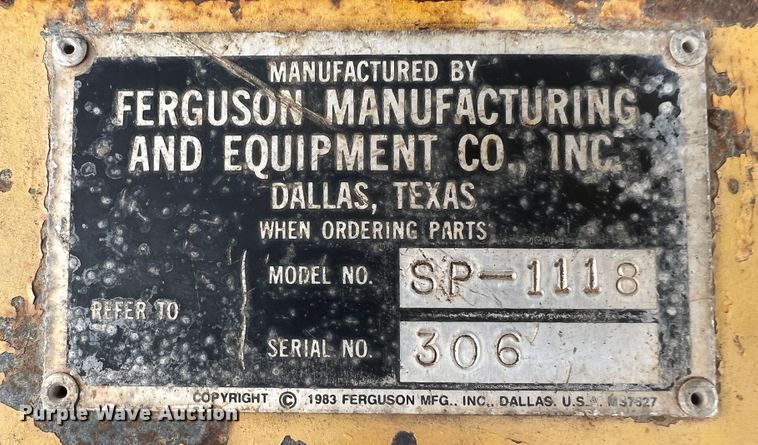 MANUFACTURED BY
FERGUSON MANUFACTURING
AND EQUIPMENT CO., INC.
DALLAS, TEXAS
WHEN ORDERING PARTS
MODEL NO. SP-1118
REFER TO
SERIAL NO. 306
COPYRIGHT © 1983 FERGUSON MFG., INC., DALLAS. U.S.A.
Purple Wave Auction